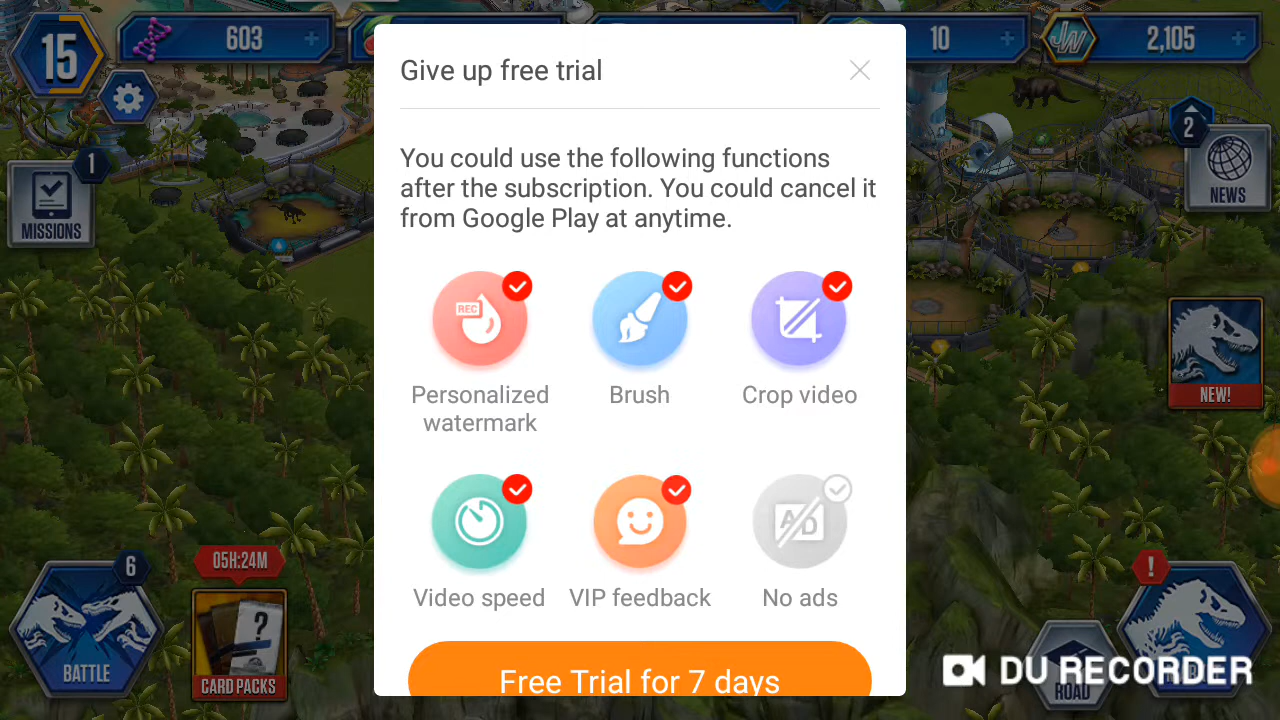 15
603
10
2,105
Give up free trial
You could use the following functions
after the subscription. You could cancel it
from Google Play at anytime.
1
MISSIONS
2
NEWS
REC
Personalized
watermark
Brush
Crop video
NEW!
AD
Video speed
VIP feedback
No ads
6
BATTLE
05H:24M
?
CARD PACKS
Free Trial for 7 days
!
ROAD
JW
DU RECORDER